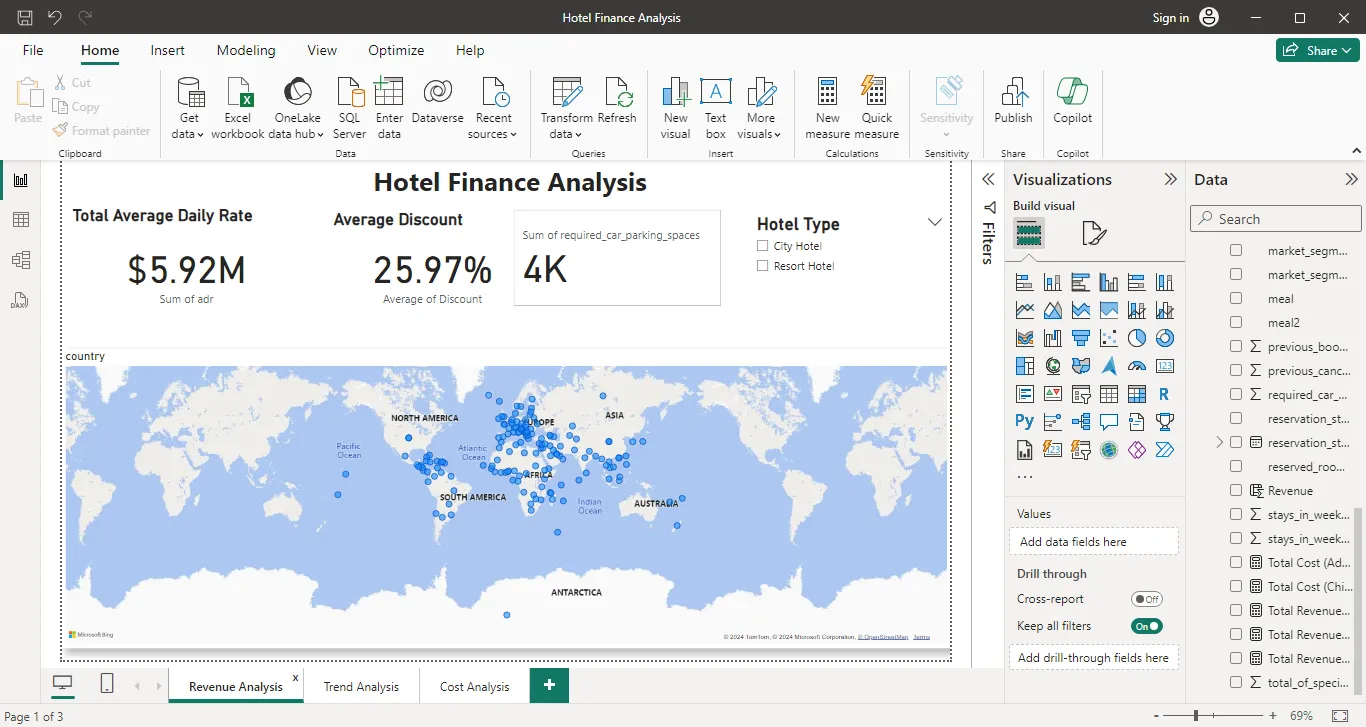 Hotel Finance Analysis
Sign in
File Home Insert Modeling View Optimize Help
Share
Paste
Cut
Copy
Format painter
Clipboard
Get data
Excel workbook
OneLake data hub
SQL Server
Enter data
Dataverse
Recent sources
Data
Transform data
Refresh
Queries
New visual
Text box
More visuals
Insert
New measure
Quick measure
Calculations
Sensitivity
Sensitivity
Publish
Share
Copilot
Copilot
Hotel Finance Analysis
Total Average Daily Rate
$5.92M
Sum of adr
Average Discount
25.97%
Average of Discount
Sum of required_car_parking_spaces
4K
Hotel Type
City Hotel
Resort Hotel
country
NORTH AMERICA
EUROPE
ASIA
Pacific
Ocean
Atlantic
Ocean
AFRICA
SOUTH AMERICA
Indian
Ocean
AUSTRALIA
ANTARCTICA
Microsoft Bing
© 2024 TomTom, © 2024 Microsoft Corporation, © OpenStreetMap Terms
Filters
Visualizations
Build visual
123
R
Py
123
...
Values
Add data fields here
Drill through
Cross-report
Off
Keep all filters
On
Add drill-through fields here
Data
Search
market_segm...
market_segm...
meal
meal2
previous_boo...
previous_canc...
required_car_...
reservation_st...
reservation_st...
reserved_roo...
Revenue
stays_in_week...
stays_in_week...
Total Cost (Ad...
Total Cost (Chi...
Total Revenue...
Total Revenue...
Total Revenue...
total_of_speci...
Revenue Analysis x
Trend Analysis
Cost Analysis
+
Page 1 of 3
- + 69%